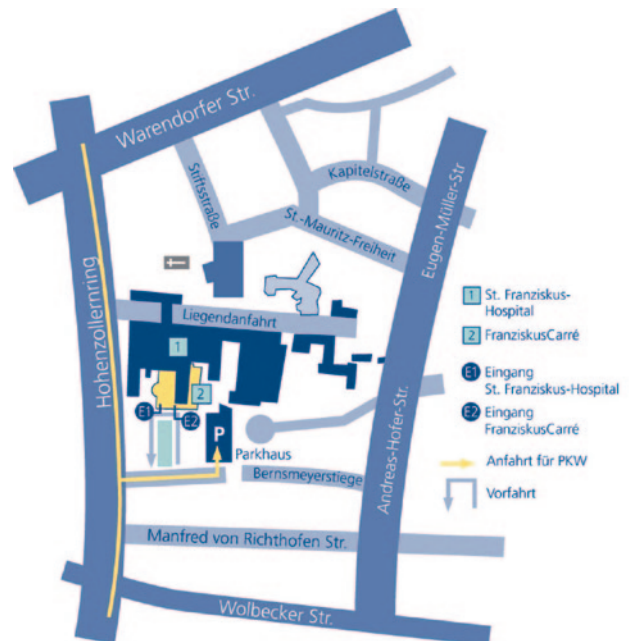 Warendorfer Str.
Stiftsstraße
Kapitelstraße
St.-Mauritz-Freiheit
Eugen-Müller-Str
Hohenzollernring
Liegendanfahrt
1
2
E1
E2
P
Parkhaus
Bernsmeyerstiege
Andreas-Hofer-Str.
Manfred von Richthofen Str.
Wolbecker Str.
1 St. Franziskus-
Hospital
2 FranziskusCarré
E1 Eingang
St. Franziskus-Hospital
E2 Eingang
FranziskusCarré
Anfahrt für PKW
Vorfahrt